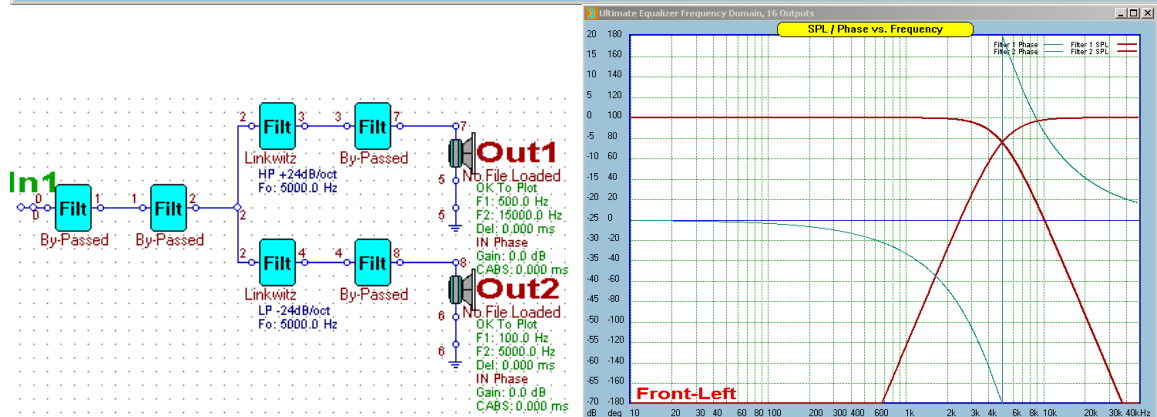 Ultimate Equalizer Frequency Domain, 16 Outputs
SPL / Phase vs. Frequency
Filter 1 Phase
Filter 1 SPL
Filter 2 Phase
Filter 2 SPL
20 180
15 160
10 140
5 120
0 100
-5 80
-10 60
-15 40
-20 20
-25 0
-30 -20
-35 -40
-40 -60
-45 -80
-50 -100
-55 -120
-60 -140
-65 -160
-70 -180
dB deg 10 20 30 40 60 80 100 200 300 400 600 1k 2k 3k 4k 6k 8k 10k 20k 30k 40kHz
Front-Left
In1
0
0
Filt
1
By-Passed
1
Filt
2
By-Passed
2
2
Filt
3
Linkwitz
HP +24dB/oct
Fo: 5000.0 Hz
3
Filt
7
By-Passed
7
Out1
No File Loaded
5
5
OK To Plot
F1: 500.0 Hz
F2: 15000.0 Hz
Del: 0.000 ms
IN Phase
Gain: 0.0 dB
CABS: 0.000 ms
2
Filt
4
Linkwitz
LP -24dB/oct
Fo: 5000.0 Hz
4
Filt
8
By-Passed
8
Out2
No File Loaded
6
6
OK To Plot
F1: 100.0 Hz
F2: 5000.0 Hz
Del: 0.000 ms
IN Phase
Gain: 0.0 dB
CABS: 0.000 ms